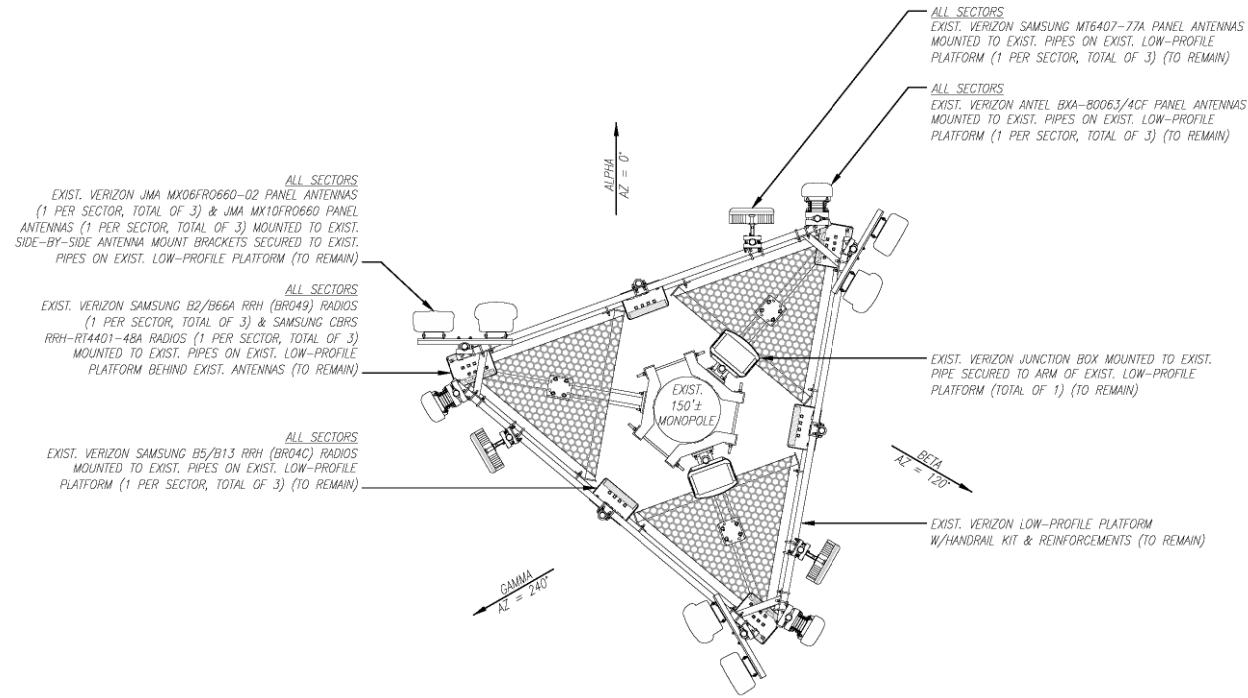 ALL SECTORS
EXIST. VERIZON SAMSUNG MT6407-77A PANEL ANTENNAS
MOUNTED TO EXIST. PIPES ON EXIST. LOW-PROFILE
PLATFORM (1 PER SECTOR, TOTAL OF 3) (TO REMAIN)
ALL SECTORS
EXIST. VERIZON ANTEL BXA-80063/4CF PANEL ANTENNAS
MOUNTED TO EXIST. PIPES ON EXIST. LOW-PROFILE
PLATFORM (1 PER SECTOR, TOTAL OF 3) (TO REMAIN)
ALPHA
AZ = 0°
ALL SECTORS
EXIST. VERIZON JMA MX06FRO660-02 PANEL ANTENNAS
(1 PER SECTOR, TOTAL OF 3) & JMA MX10FRO660 PANEL
ANTENNAS (1 PER SECTOR, TOTAL OF 3) MOUNTED TO EXIST.
SIDE-BY-SIDE ANTENNA MOUNT BRACKETS SECURED TO EXIST.
PIPES ON EXIST. LOW-PROFILE PLATFORM (TO REMAIN)
ALL SECTORS
EXIST. VERIZON SAMSUNG B2/B66A RRH (BR049) RADIOS
(1 PER SECTOR, TOTAL OF 3) & SAMSUNG CBRS
RRH-RT4401-48A RADIOS (1 PER SECTOR, TOTAL OF 3)
MOUNTED TO EXIST. PIPES ON EXIST. LOW-PROFILE
PLATFORM BEHIND EXIST. ANTENNAS (TO REMAIN)
EXIST. VERIZON JUNCTION BOX MOUNTED TO EXIST.
PIPE SECURED TO ARM OF EXIST. LOW-PROFILE
PLATFORM (TOTAL OF 1) (TO REMAIN)
EXIST.
150'±
MONOPOLE
ALL SECTORS
EXIST. VERIZON SAMSUNG B5/B13 RRH (BR04C) RADIOS
MOUNTED TO EXIST. PIPES ON EXIST. LOW-PROFILE
PLATFORM (1 PER SECTOR, TOTAL OF 3) (TO REMAIN)
BETA
AZ = 120°
EXIST. VERIZON LOW-PROFILE PLATFORM
W/HANDRAIL KIT & REINFORCEMENTS (TO REMAIN)
GAMMA
AZ = 240°